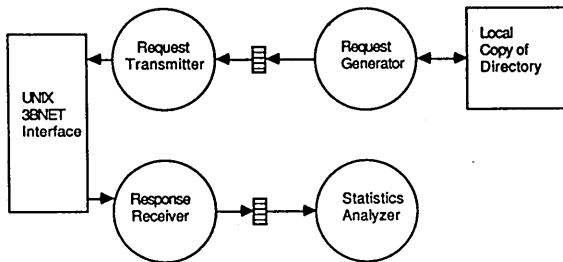 Request
Transmitter
Request
Generator
Local
Copy of
Directory
UNIX
3BNET
Interface
Response
Receiver
Statistics
Analyzer